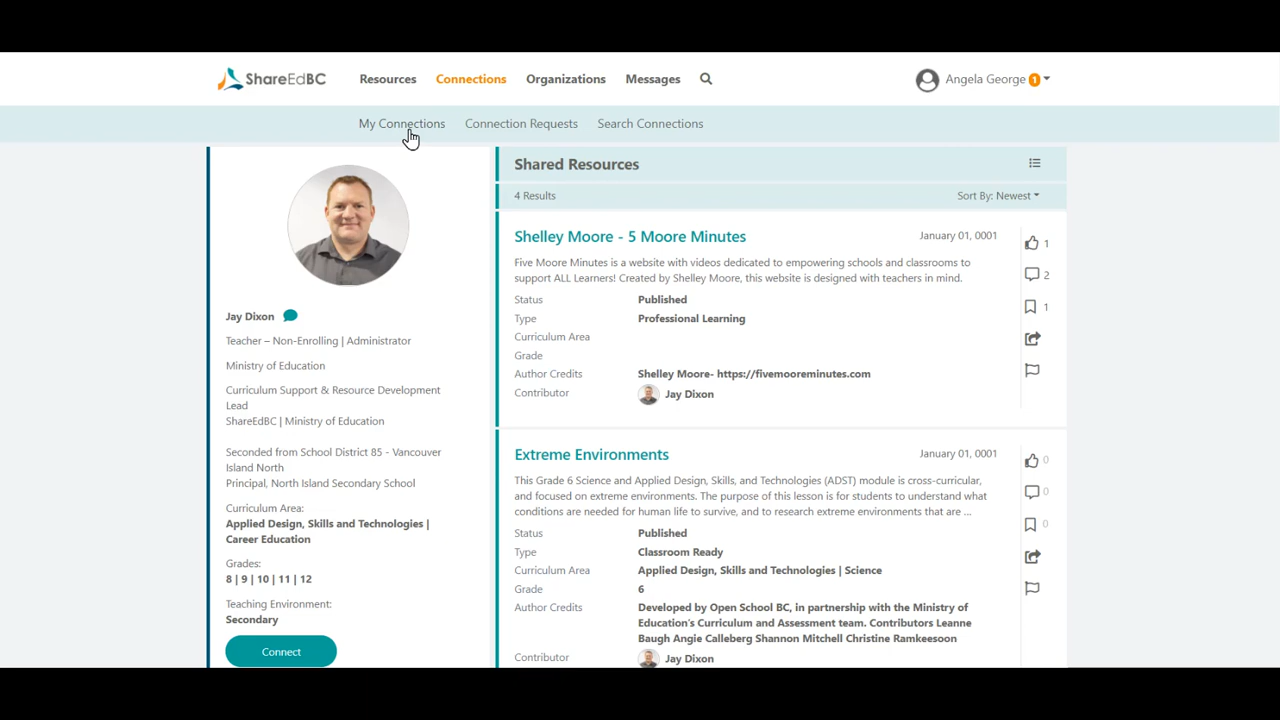 ShareEdBC Resources Connections Organizations Messages Angela George 1
My Connections Connection Requests Search Connections
Jay Dixon
Teacher – Non-Enrolling | Administrator
Ministry of Education
Curriculum Support & Resource Development
Lead
ShareEdBC | Ministry of Education
Seconded from School District 85 - Vancouver
Island North
Principal, North Island Secondary School
Curriculum Area:
Applied Design, Skills and Technologies |
Career Education
Grades:
8 | 9 | 10 | 11 | 12
Teaching Environment:
Secondary
Connect
Shared Resources
4 Results Sort By: Newest
Shelley Moore - 5 Moore Minutes January 01, 0001 1
Five Moore Minutes is a website with videos dedicated to empowering schools and classrooms to
support ALL Learners! Created by Shelley Moore, this website is designed with teachers in mind. 2
Status Published 1
Type Professional Learning
Curriculum Area
Grade
Author Credits Shelley Moore- https://fivemooreminutes.com
Contributor Jay Dixon
Extreme Environments January 01, 0001 0
This Grade 6 Science and Applied Design, Skills, and Technologies (ADST) module is cross-curricular,
and focused on extreme environments. The purpose of this lesson is for students to understand what 0
conditions are needed for human life to survive, and to research extreme environments that are ...
Status Published 0
Type Classroom Ready
Curriculum Area Applied Design, Skills and Technologies | Science
Grade 6
Author Credits Developed by Open School BC, in partnership with the Ministry of
Education's Curriculum and Assessment team. Contributors Leanne
Baugh Angie Calleberg Shannon Mitchell Christine Ramkeesoon
Contributor Jay Dixon